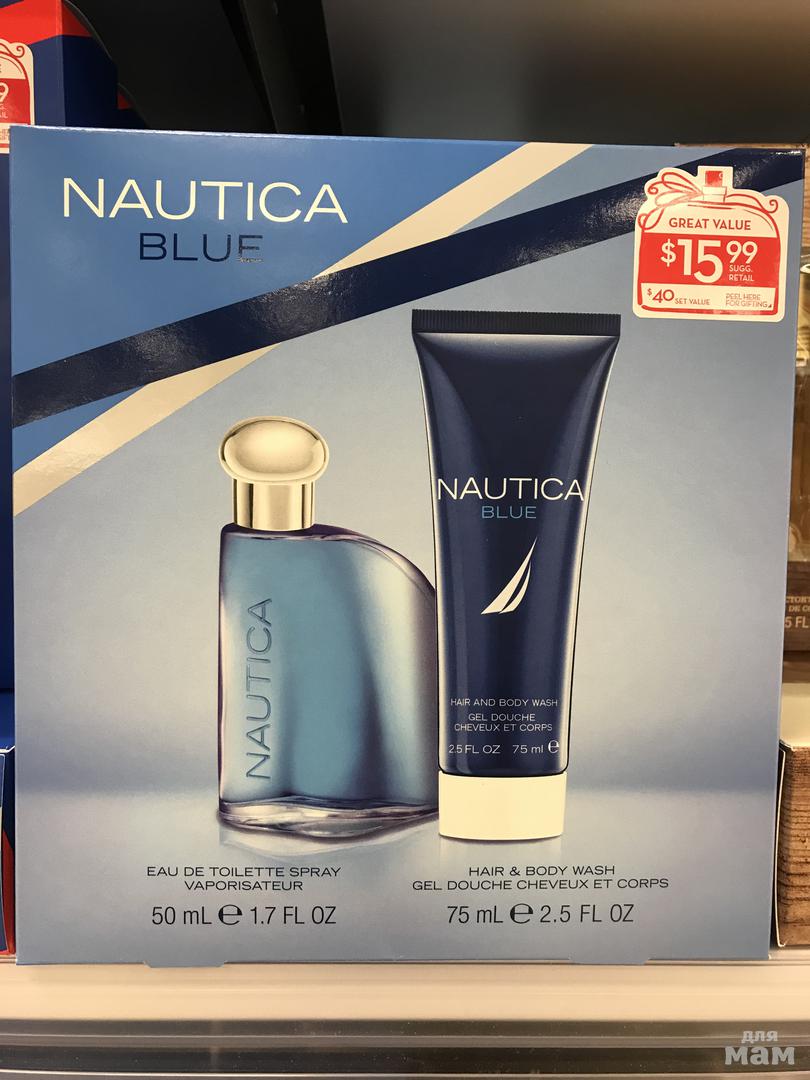 NAUTICA
BLUE
GREAT VALUE
$15.99
SUGG.
RETAIL
$40 SET VALUE
PEEL HERE
FOR GIFTING
NAUTICA
BLUE
NAUTICA
HAIR AND BODY WASH
GEL DOUCHE
CHEVEUX ET CORPS
2.5 FL OZ 75 ml ℮
EAU DE TOILETTE SPRAY
VAPORISATEUR
50 mL ℮ 1.7 FL OZ
HAIR & BODY WASH
GEL DOUCHE CHEVEUX ET CORPS
75 mL ℮ 2.5 FL OZ
5 FL
для
мам